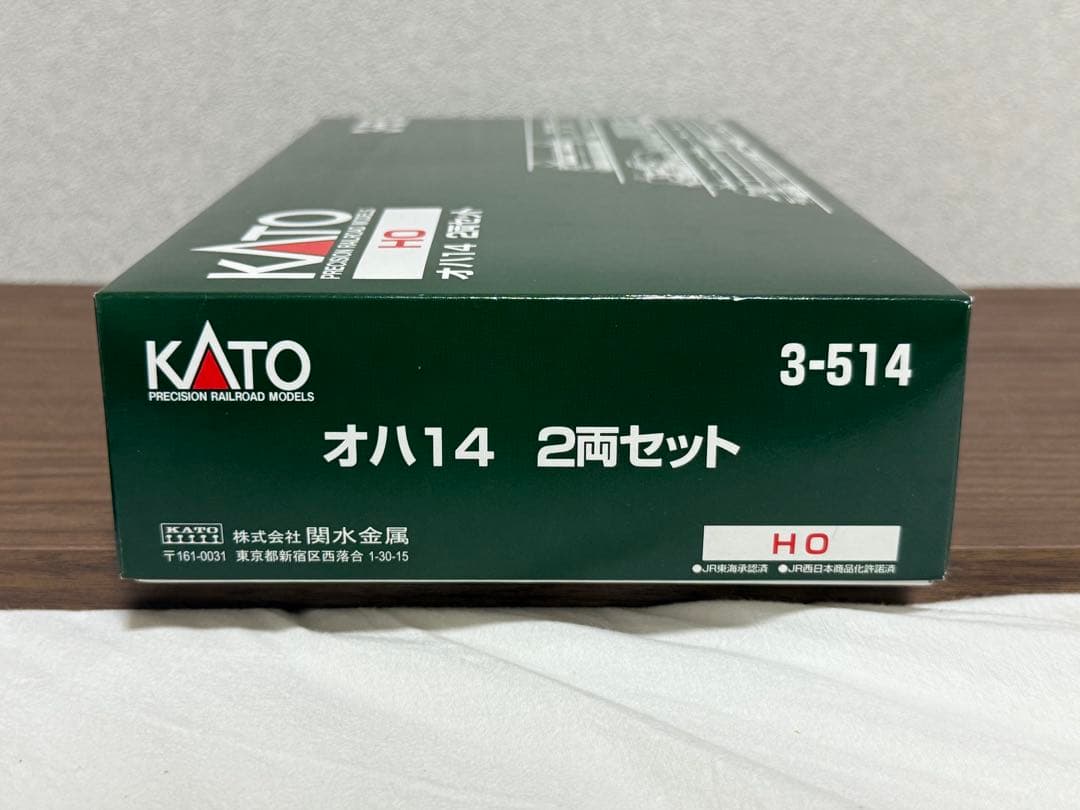 KATO
PRECISION RAILROAD MODELS
HO
オハ14 2両セット
KATO
PRECISION RAILROAD MODELS
3-514
オハ14 2両セット
KATO
株式会社 関水金属
〒161-0031 東京都新宿区西落合 1-30-15
HO
●JR東海承認済 ●JR西日本商品化許諾済